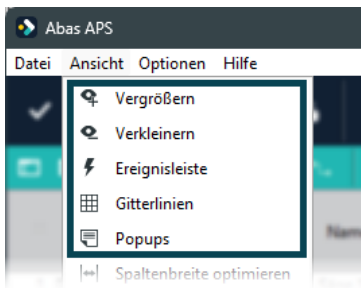 Abas APS
Datei Ansicht Optionen Hilfe
Vergrößern
Verkleinern
Ereignisleiste
Gitterlinien
Popups
Spaltenbreite optimieren